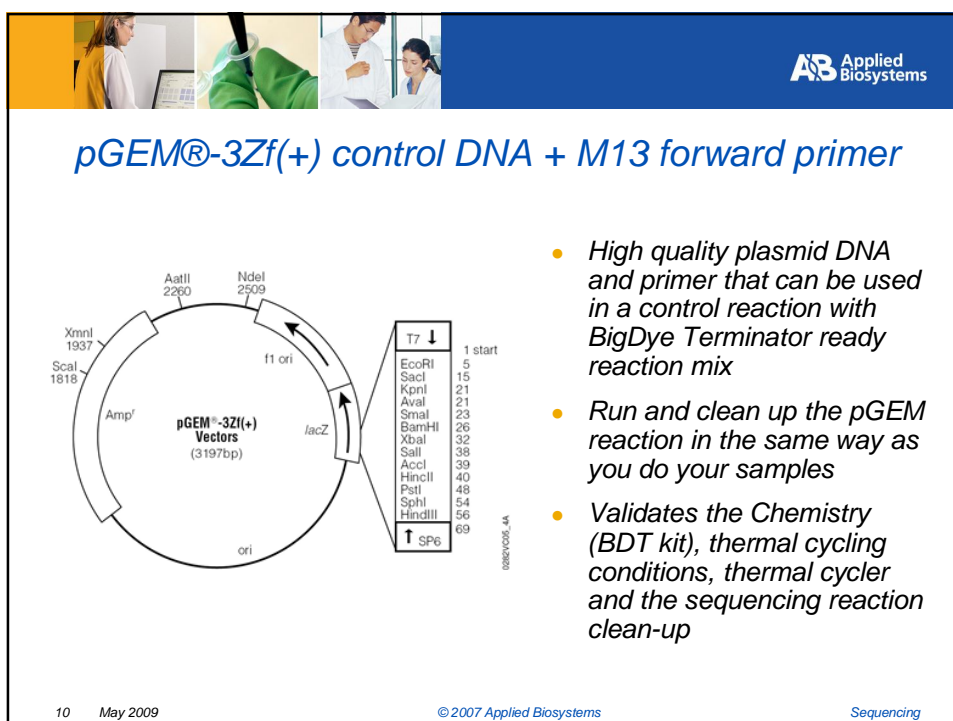 AB Applied
Biosystems
pGEM®-3Zf(+) control DNA + M13 forward primer
AatII
2260
NdeI
2509
XmnI
1937
ScaI
1818
Ampʳ
f1 ori
pGEM®-3Zf(+)
Vectors
(3197bp)
lacZ
ori
T7 ↓
1 start
EcoRI 5
SacI 15
KpnI 21
AvaI 21
SmaI 23
BamHI 26
XbaI 32
SalI 38
AccI 39
HincII 40
PstI 48
SphI 54
HindIII 56
69
↑ SP6
0282VC05_4A
• High quality plasmid DNA
and primer that can be used
in a control reaction with
BigDye Terminator ready
reaction mix
• Run and clean up the pGEM
reaction in the same way as
you do your samples
• Validates the Chemistry
(BDT kit), thermal cycling
conditions, thermal cycler
and the sequencing reaction
clean-up
10 May 2009 © 2007 Applied Biosystems Sequencing